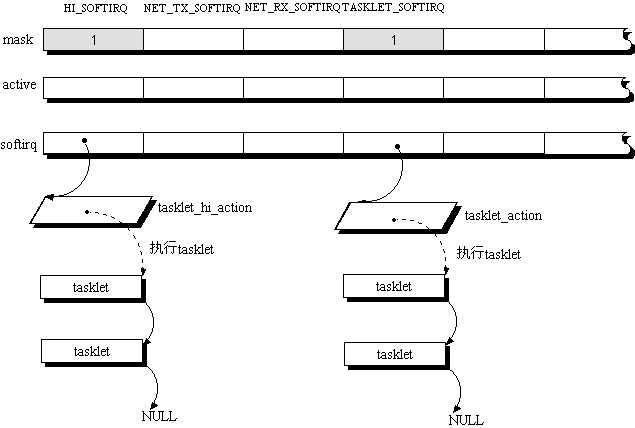 HI_SOFTIRQ NET_TX_SOFTIRQ NET_RX_SOFTIRQ TASKLET_SOFTIRQ
mask 1 1
active
softirq
tasklet_hi_action
tasklet_action
执行tasklet
执行tasklet
tasklet
tasklet
tasklet
tasklet
NULL
NULL